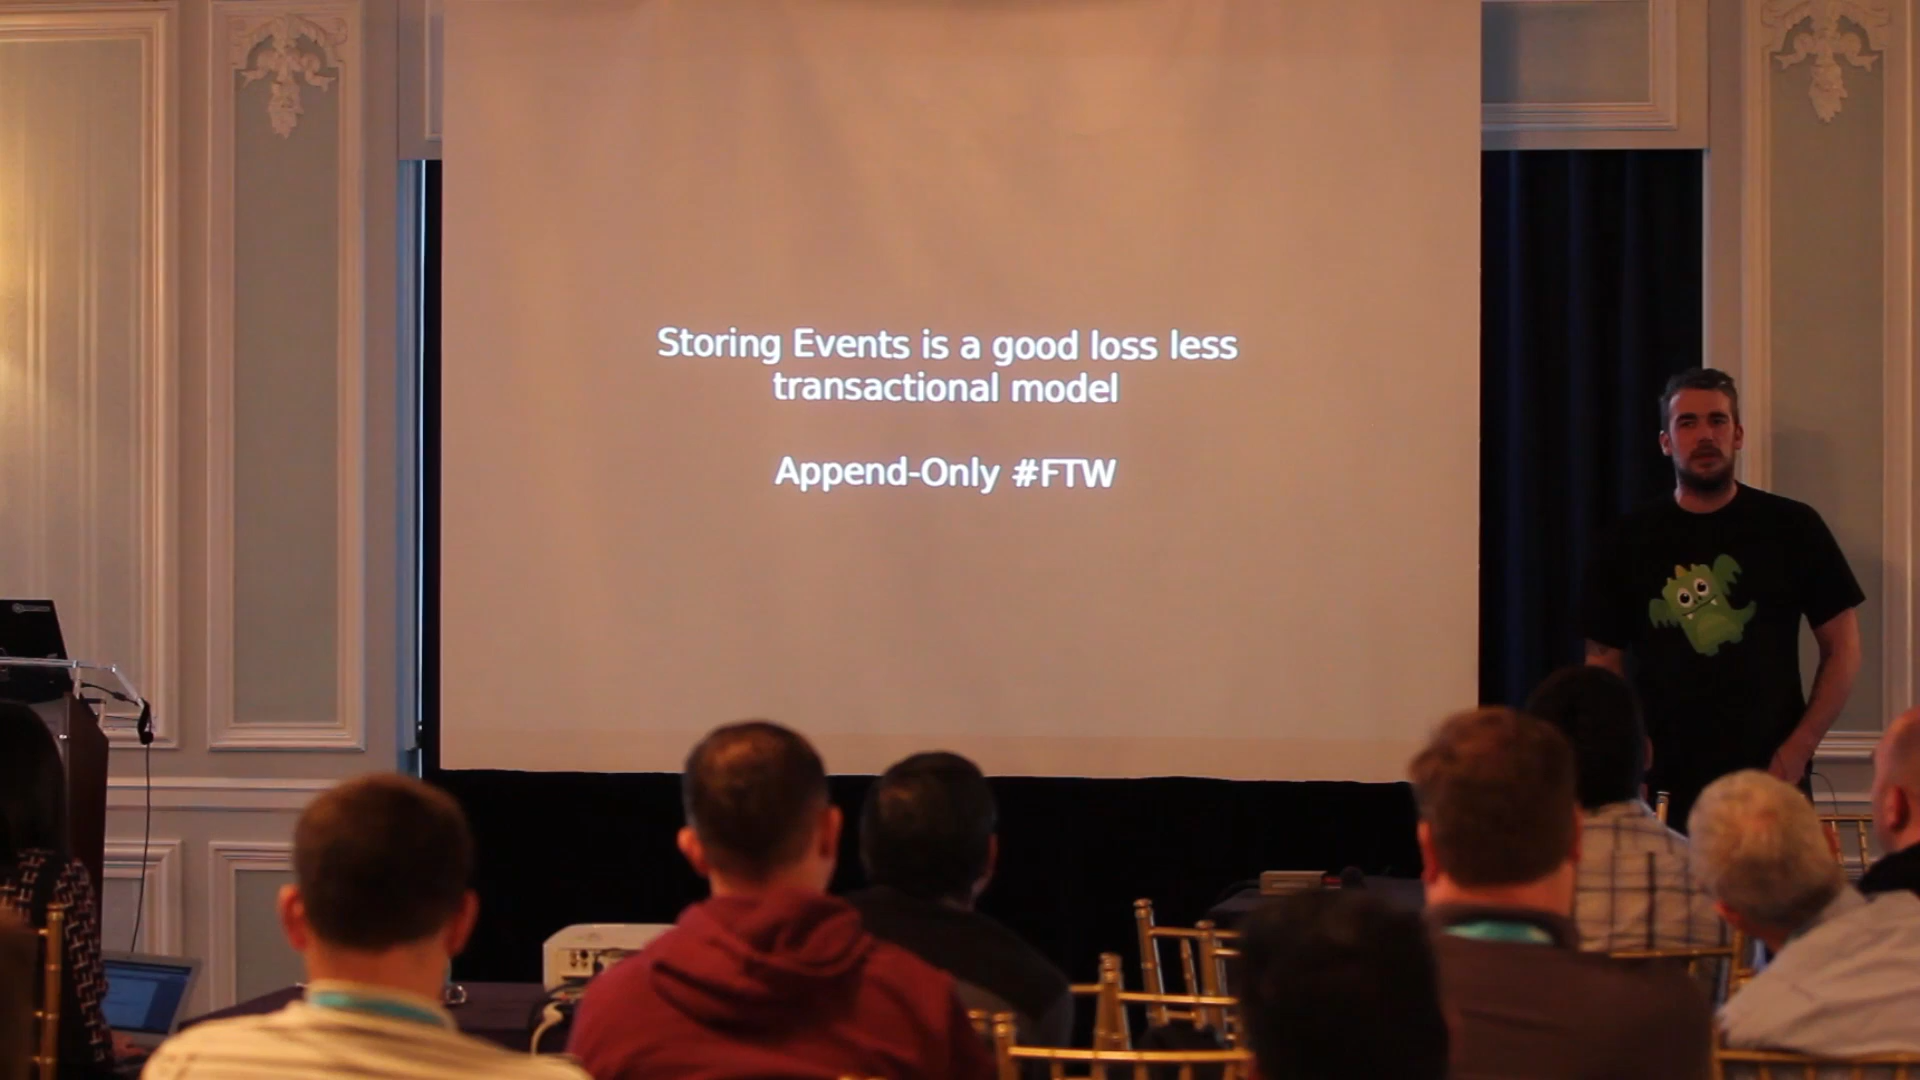 Storing Events is a good loss less
transactional model
Append-Only #FTW